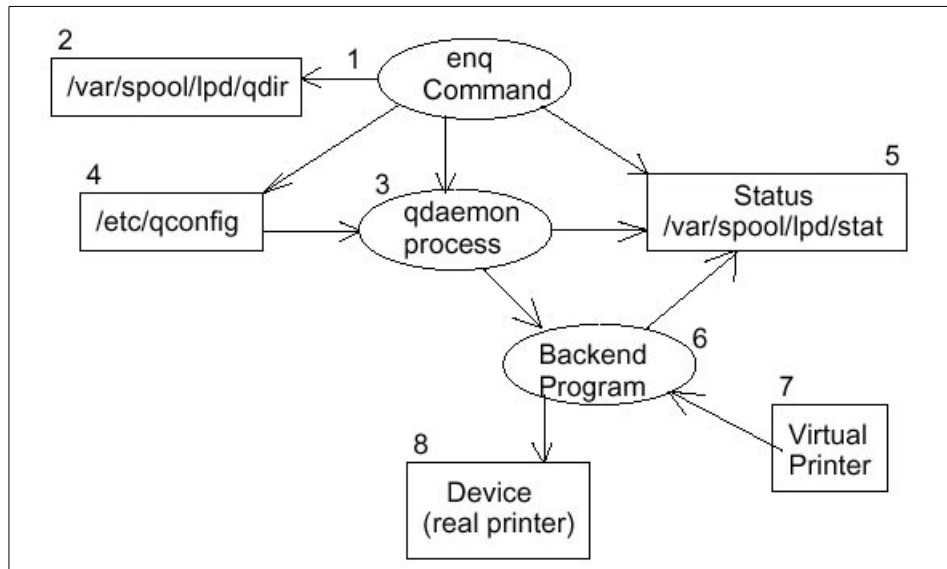 2
1
enq
Command
/var/spool/lpd/qdir
4
3
5
/etc/qconfig
qdaemon
process
Status
/var/spool/lpd/stat
6
Backend
Program
7
Virtual
Printer
8
Device
(real printer)